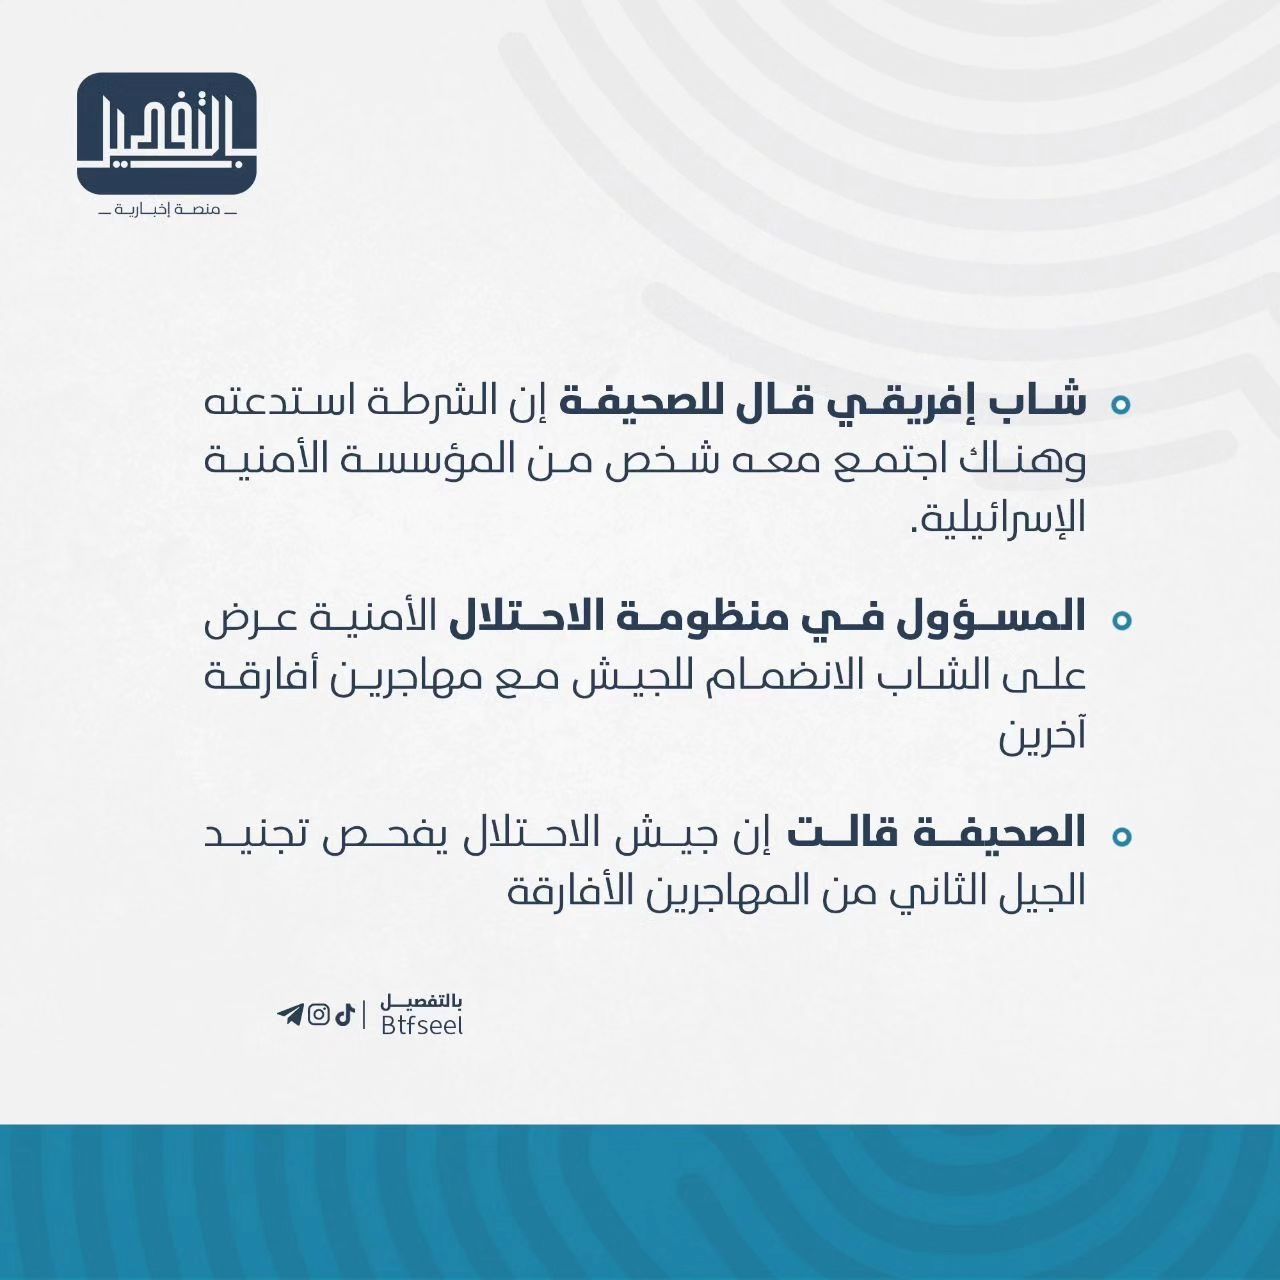 بالتفصيل
منصة إخبارية
شاب إفريقي قال للصحيفة إن الشرطة استدعته
وهناك اجتمع معه شخص من المؤسسة الأمنية
الإسرائيلية.
المسؤول في منظومة الاحتلال الأمنية عرض
على الشاب الانضمام للجيش مع مهاجرين أفارقة
آخرين
الصحيفة قالت إن جيش الاحتلال يفحص تجنيد
الجيل الثاني من المهاجرين الأفارقة
بالتفصيل
Btfseel